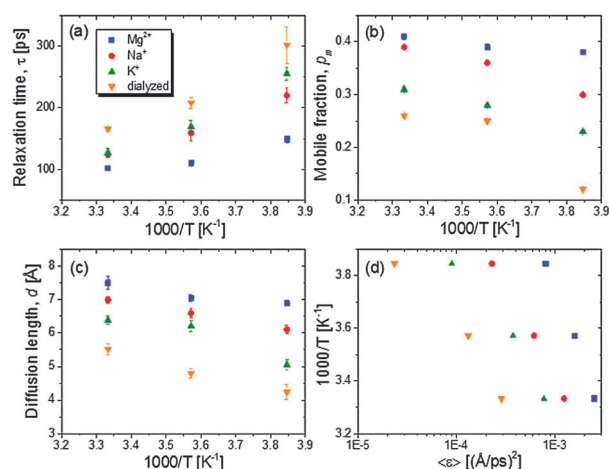 (a)
Mg2+
Na+
K+
dialyzed
Relaxation time, τ [ps]
300
200
100
3.2 3.3 3.4 3.5 3.6 3.7 3.8 3.9
1000/T [K-1]
(b)
Mobile fraction, pm
0.4
0.3
0.2
0.1
3.2 3.3 3.4 3.5 3.6 3.7 3.8 3.9
1000/T [K-1]
(c)
Diffusion length, d [Å]
8
7
6
5
4
3.2 3.3 3.4 3.5 3.6 3.7 3.8 3.9
1000/T [K-1]
(d)
1000/T [K-1]
3.8
3.6
3.4
3.2
1E-5 1E-4 1E-3
<ε> [(Å/ps)2]